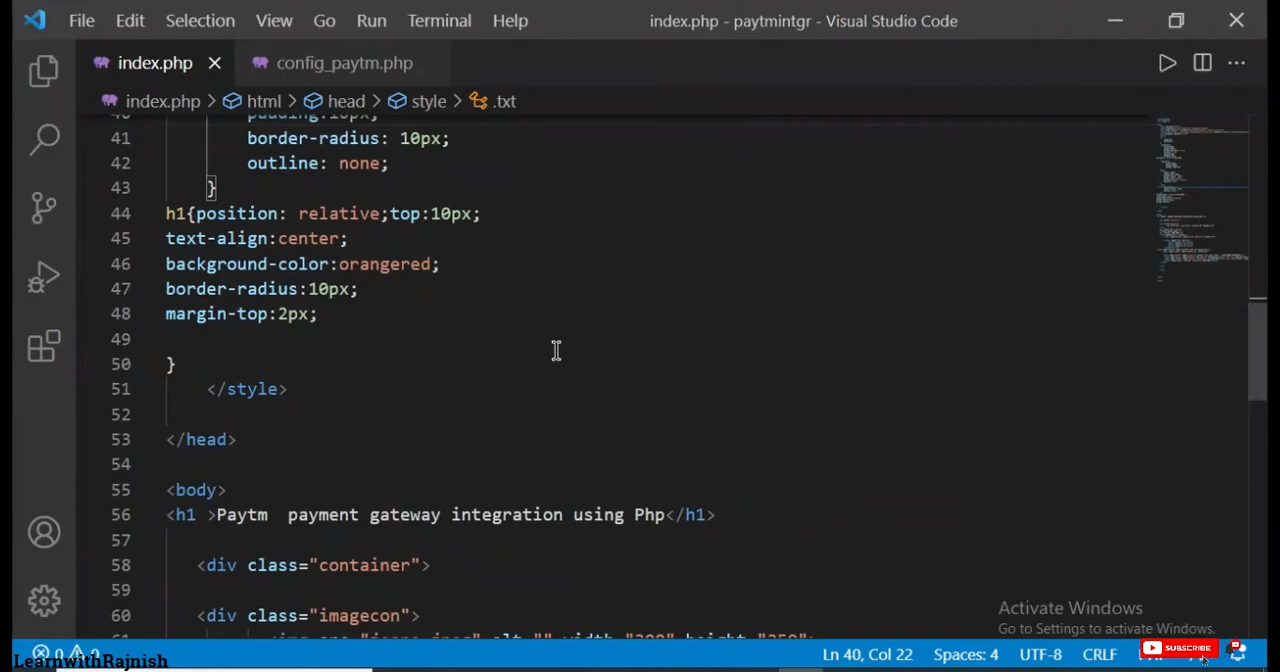 File Edit Selection View Go Run Terminal Help index.php - paytmintgr - Visual Studio Code
index.php config_paytm.php
index.php > html > head > style > .txt
41 border-radius: 10px;
42 outline: none;
43 }
44 h1{position: relative;top:10px;
45 text-align:center;
46 background-color:orangered;
47 border-radius:10px;
48 margin-top:2px;
49
50 }
51 </style>
52
53 </head>
54
55 <body>
56 <h1 >Paytm  payment gateway integration using Php</h1>
57
58 <div class="container">
59
60 <div class="imagecon">
Activate Windows
Go to Settings to activate Windows.
0 0 Ln 40, Col 22 Spaces: 4 UTF-8 CRLF SUBSCRIBE
LearnwithRajnish